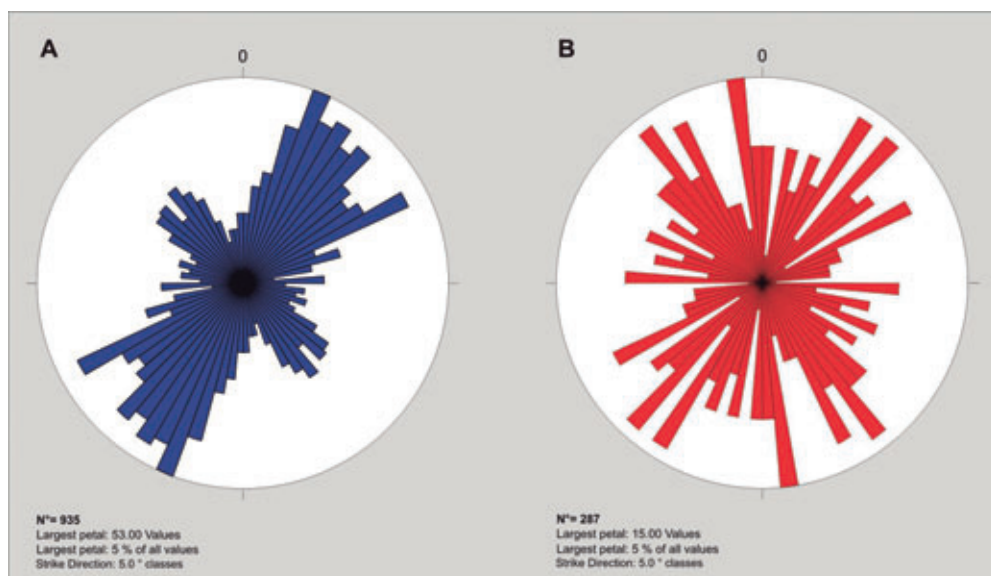 A
0
B
0
N°= 935
Largest petal: 53.00 Values
Largest petal: 5 % of all values
Strike Direction: 5.0 ° classes
N°= 287
Largest petal: 15.00 Values
Largest petal: 5 % of all values
Strike Direction: 5.0 ° classes